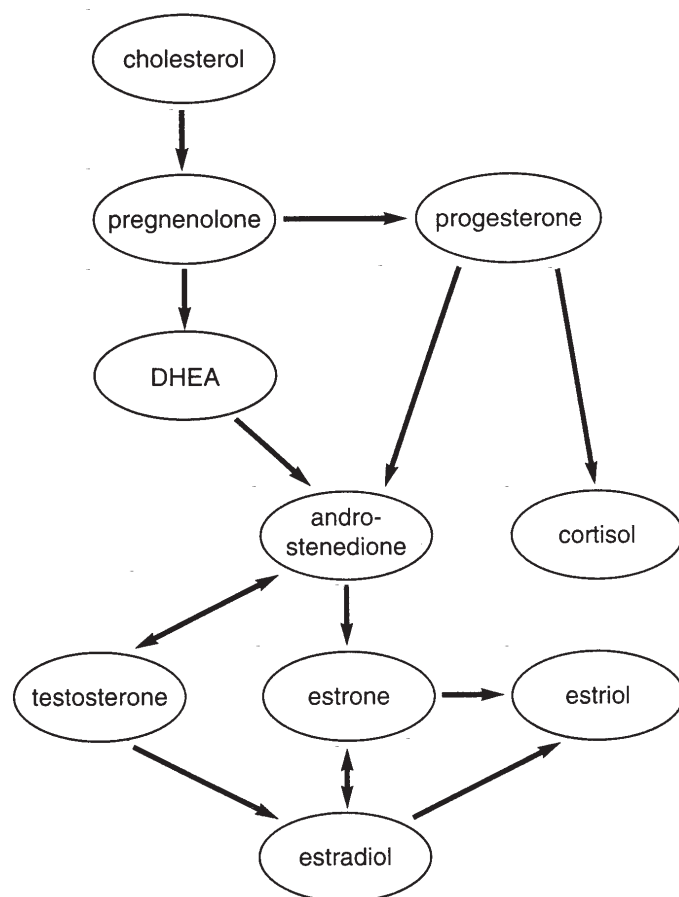 cholesterol
pregnenolone
progesterone
DHEA
andro-
stenedione
cortisol
testosterone
estrone
estriol
estradiol